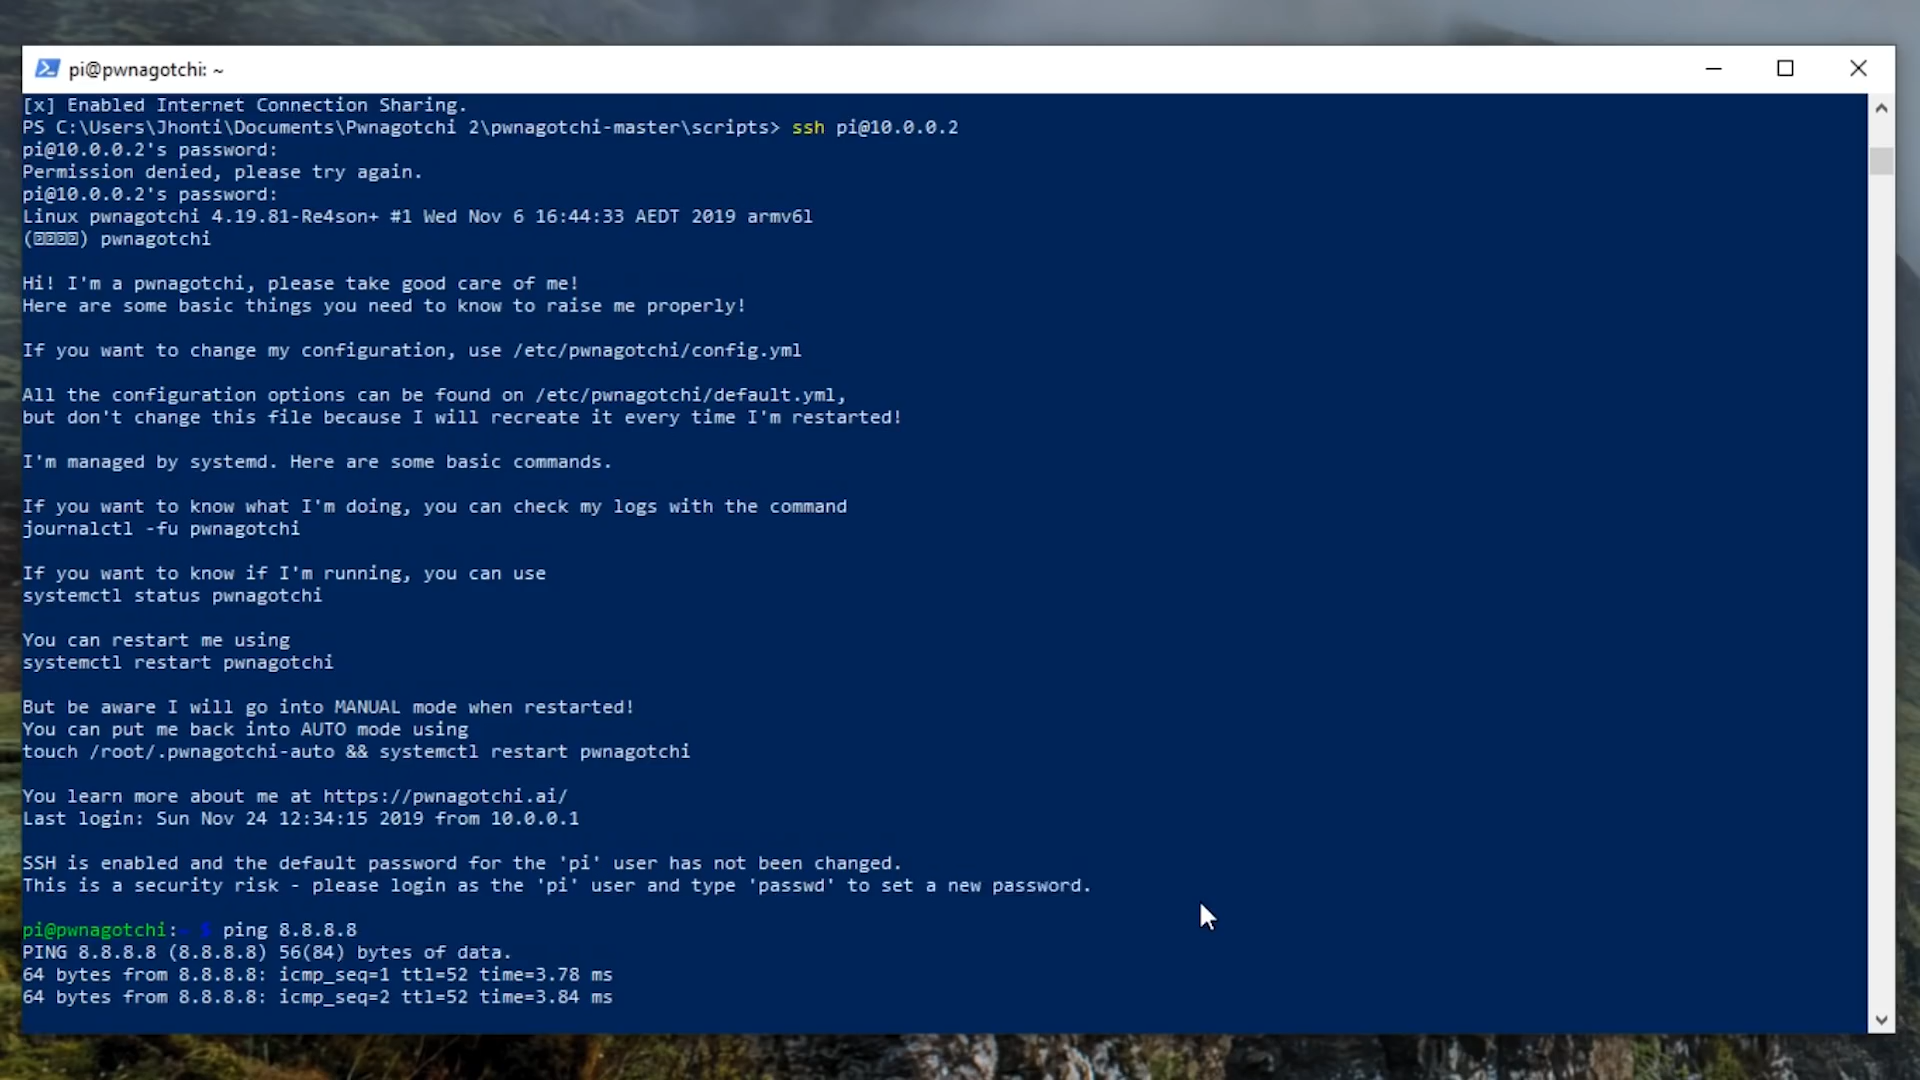 pi@pwnagotchi: ~
[x] Enabled Internet Connection Sharing.
PS C:\Users\Jhonti\Documents\Pwnagotchi 2\pwnagotchi-master\scripts> ssh pi@10.0.0.2
pi@10.0.0.2's password:
Permission denied, please try again.
pi@10.0.0.2's password:
Linux pwnagotchi 4.19.81-Re4son+ #1 Wed Nov 6 16:44:33 AEDT 2019 armv6l
() pwnagotchi
Hi! I'm a pwnagotchi, please take good care of me!
Here are some basic things you need to know to raise me properly!
If you want to change my configuration, use /etc/pwnagotchi/config.yml
All the configuration options can be found on /etc/pwnagotchi/default.yml,
but don't change this file because I will recreate it every time I'm restarted!
I'm managed by systemd. Here are some basic commands.
If you want to know what I'm doing, you can check my logs with the command
journalctl -fu pwnagotchi
If you want to know if I'm running, you can use
systemctl status pwnagotchi
You can restart me using
systemctl restart pwnagotchi
But be aware I will go into MANUAL mode when restarted!
You can put me back into AUTO mode using
touch /root/.pwnagotchi-auto && systemctl restart pwnagotchi
You learn more about me at https://pwnagotchi.ai/
Last login: Sun Nov 24 12:34:15 2019 from 10.0.0.1
SSH is enabled and the default password for the 'pi' user has not been changed.
This is a security risk - please login as the 'pi' user and type 'passwd' to set a new password.
pi@pwnagotchi:~ $ ping 8.8.8.8
PING 8.8.8.8 (8.8.8.8) 56(84) bytes of data.
64 bytes from 8.8.8.8: icmp_seq=1 ttl=52 time=3.78 ms
64 bytes from 8.8.8.8: icmp_seq=2 ttl=52 time=3.84 ms